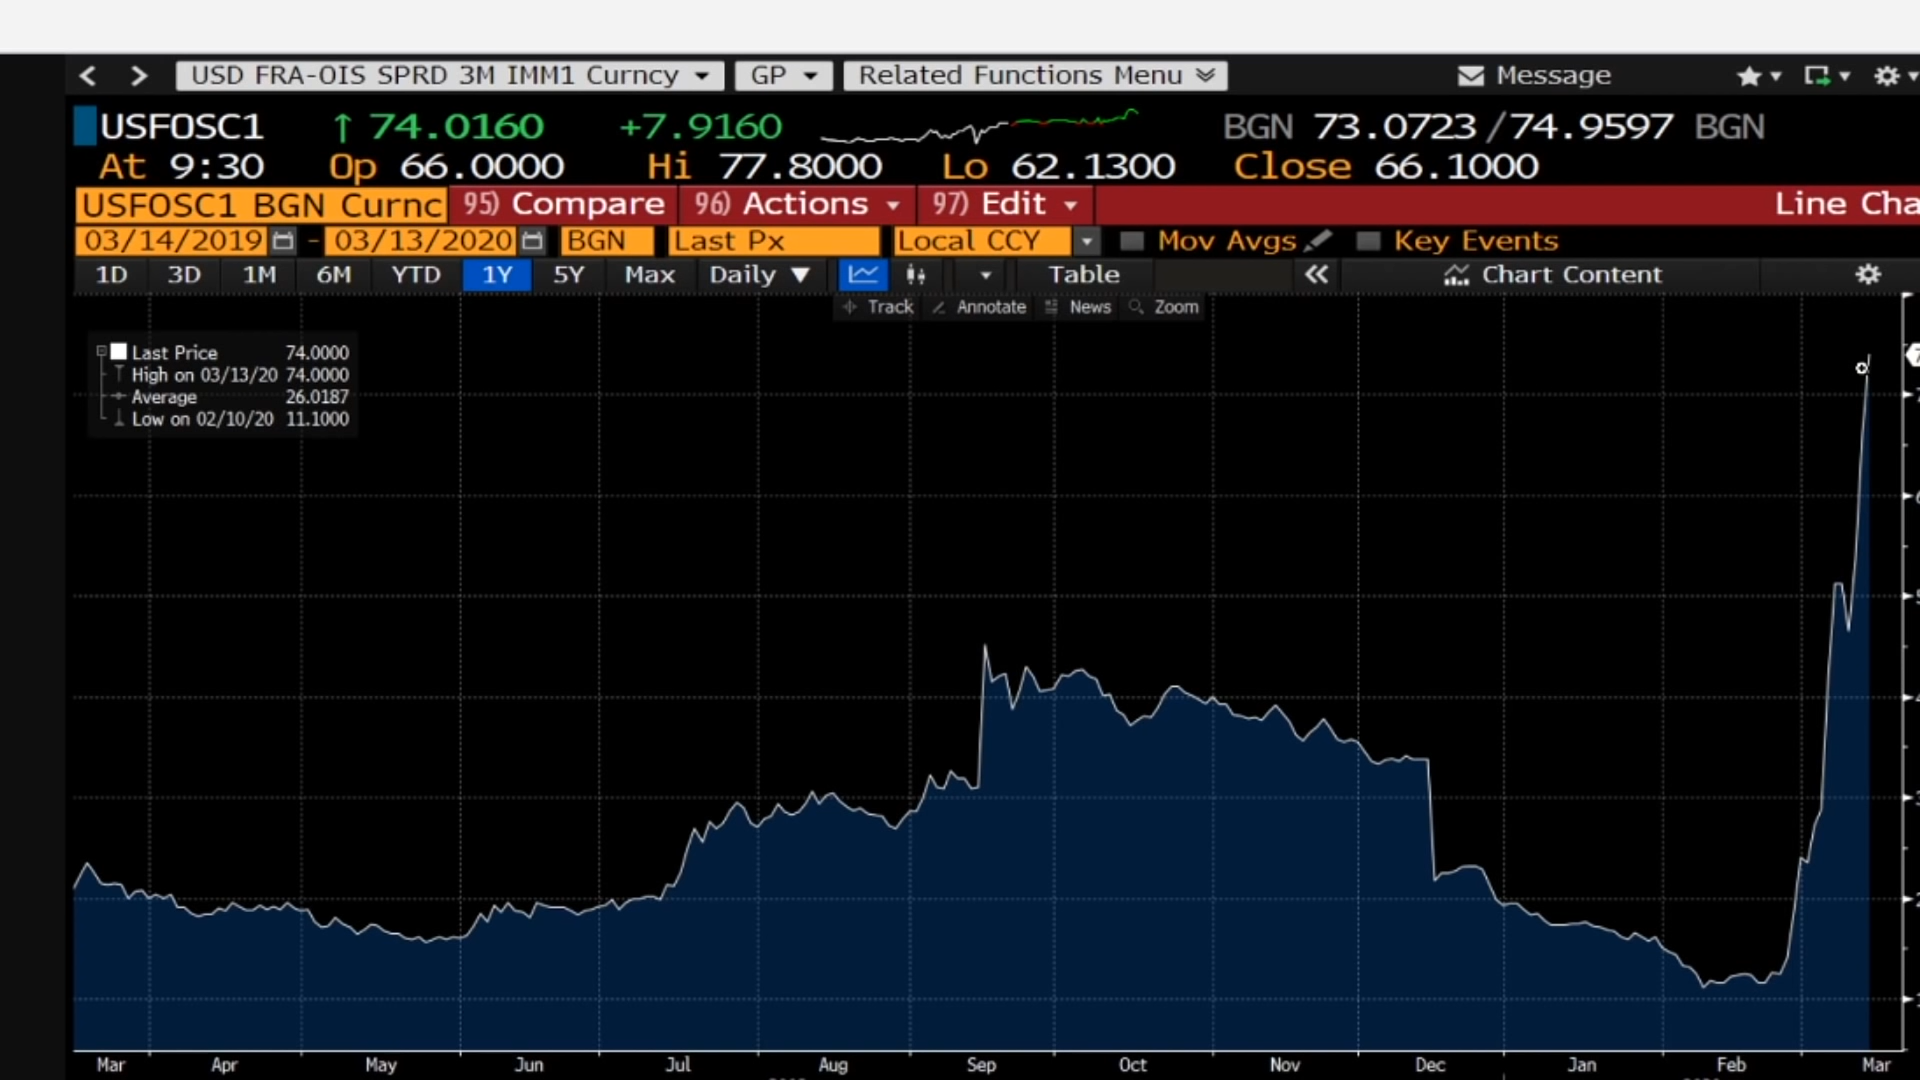 USD FRA-OIS SPRD 3M IMM1 Curncy GP Related Functions Menu Message
USFOSC1 ↑ 74.0160 +7.9160 BGN 73.0723 /74.9597 BGN
At 9:30 Op 66.0000 Hi 77.8000 Lo 62.1300 Close 66.1000
USFOSC1 BGN Curnc 95) Compare 96) Actions 97) Edit Line Cha
03/14/2019 - 03/13/2020 BGN Last Px Local CCY Mov Avgs Key Events
1D 3D 1M 6M YTD 1Y 5Y Max Daily ▼ Table « Chart Content
Track Annotate News Zoom
Last Price 74.0000
High on 03/13/20 74.0000
Average 26.0187
Low on 02/10/20 11.1000
Mar Apr May Jun Jul Aug Sep Oct Nov Dec Jan Feb Mar